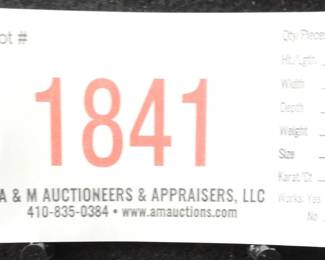 ot #
1841
A & M AUCTIONEERS & APPRAISERS, LLC
410-835-0384 • www.amauctions.com
Qty/Pieces
Ht./Lgth
Width
Depth
Weight
Size
Karat/Ct
Works: Yes
No